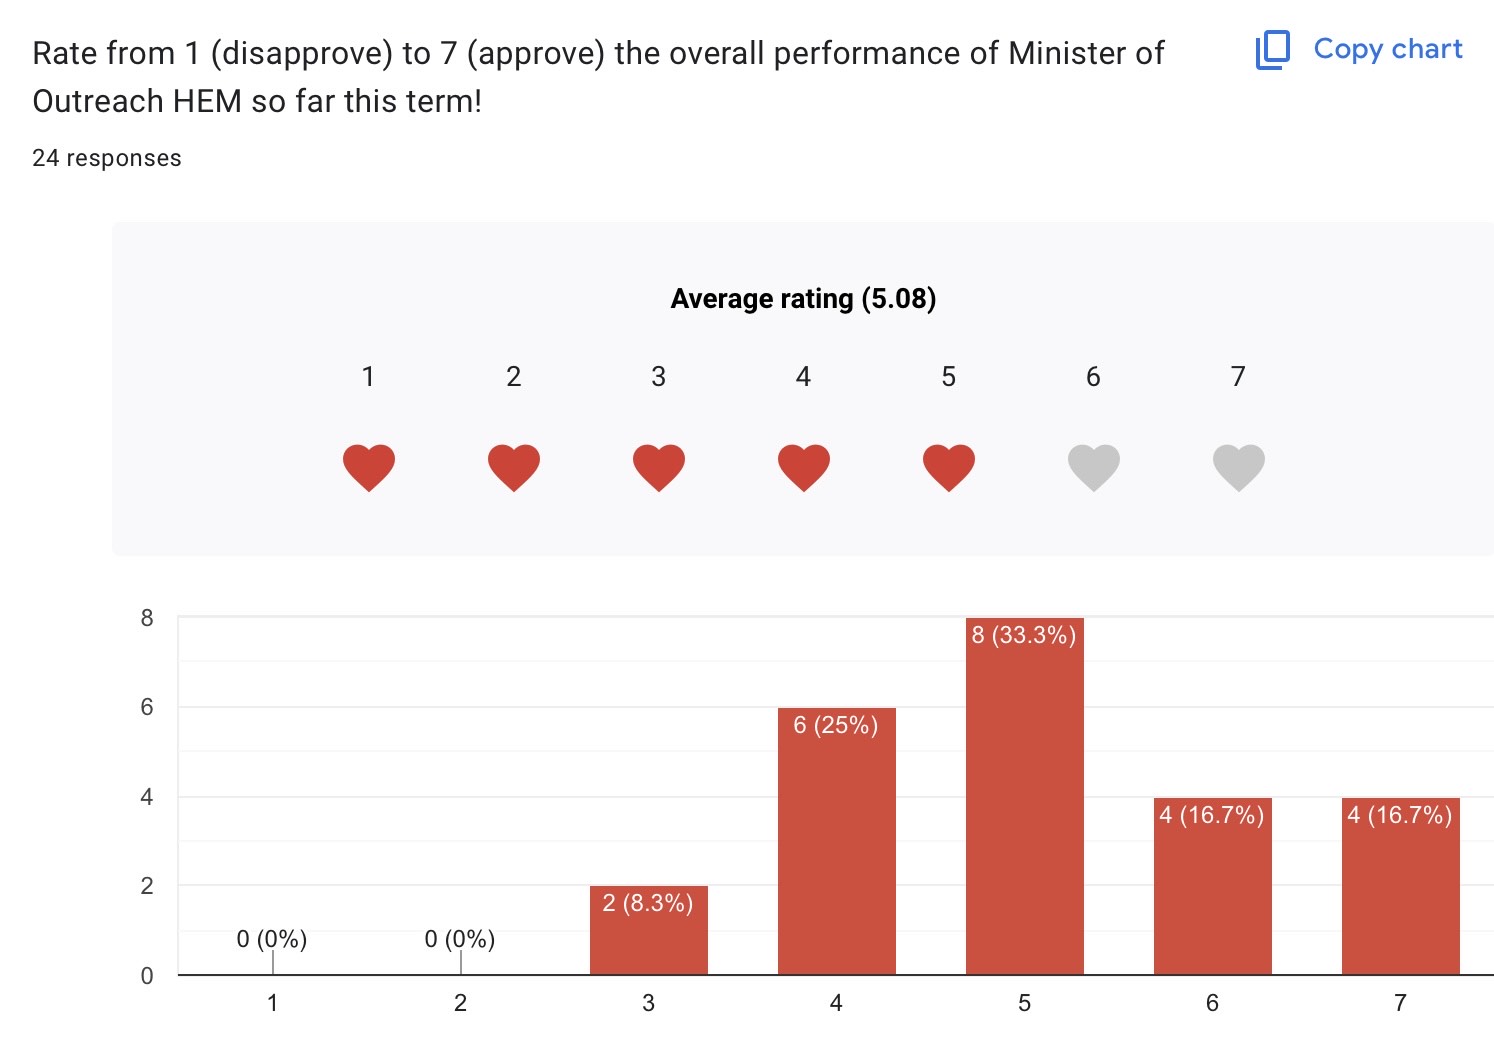 Rate from 1 (disapprove) to 7 (approve) the overall performance of Minister of
Outreach HEM so far this term!
Copy chart
24 responses
Average rating (5.08)
1 2 3 4 5 6 7
8
8 (33.3%)
6
6 (25%)
4
4 (16.7%) 4 (16.7%)
2
2 (8.3%)
0 (0%) 0 (0%)
0
1 2 3 4 5 6 7